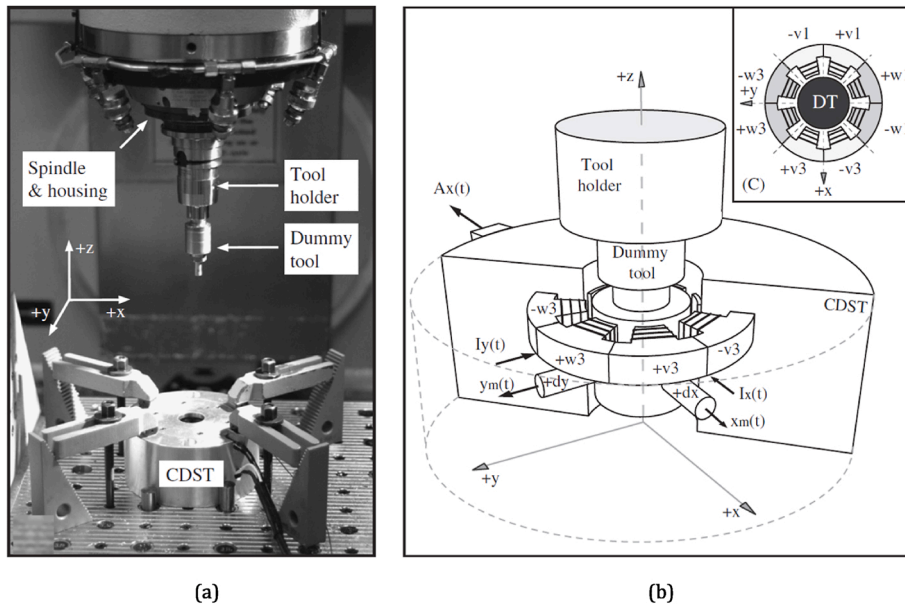 Spindle
& housing
Tool
holder
Dummy
tool
+z
+x
+y
CDST
(a)
(B)
+z
Tool
holder
Ax(t)
Dummy
tool
CDST
-w3
Iy(t)
+w3
+v3
-v3
ym(t)
+dy
+dx
Ix(t)
xm(t)
+y
+x
-v1
+v1
-w3
+w
+y
DT
+w3
-w1
+v3
-v3
+x
(C)
(b)